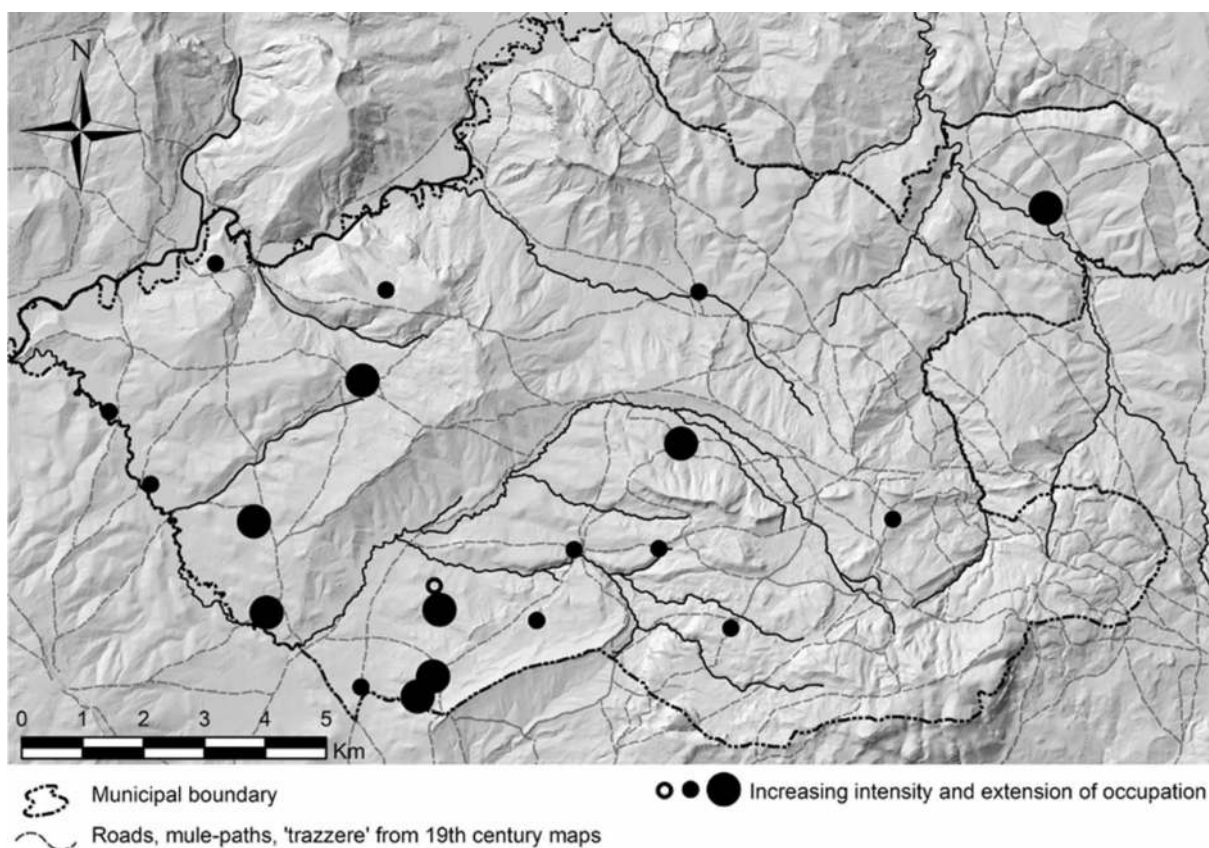 N
0 1 2 3 4 5
Km
Municipal boundary
Increasing intensity and extension of occupation
Roads, mule-paths, 'trazzere' from 19th century maps